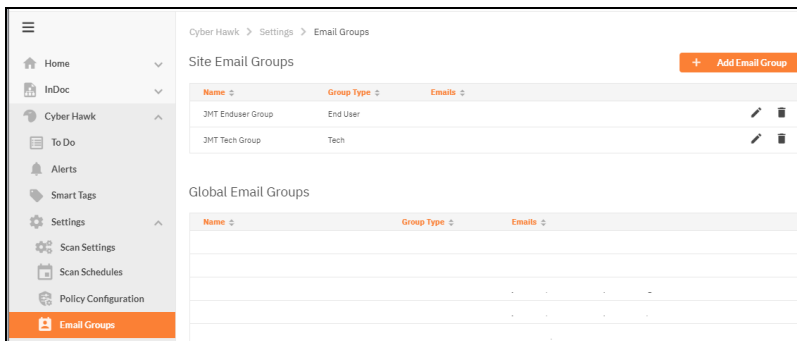 Cyber Hawk > Settings > Email Groups
Home
InDoc
Cyber Hawk
To Do
Alerts
Smart Tags
Settings
Scan Settings
Scan Schedules
Policy Configuration
Email Groups
Site Email Groups
+ Add Email Group
Name Group Type Emails
JMT Enduser Group End User
JMT Tech Group Tech
Global Email Groups
Name Group Type Emails